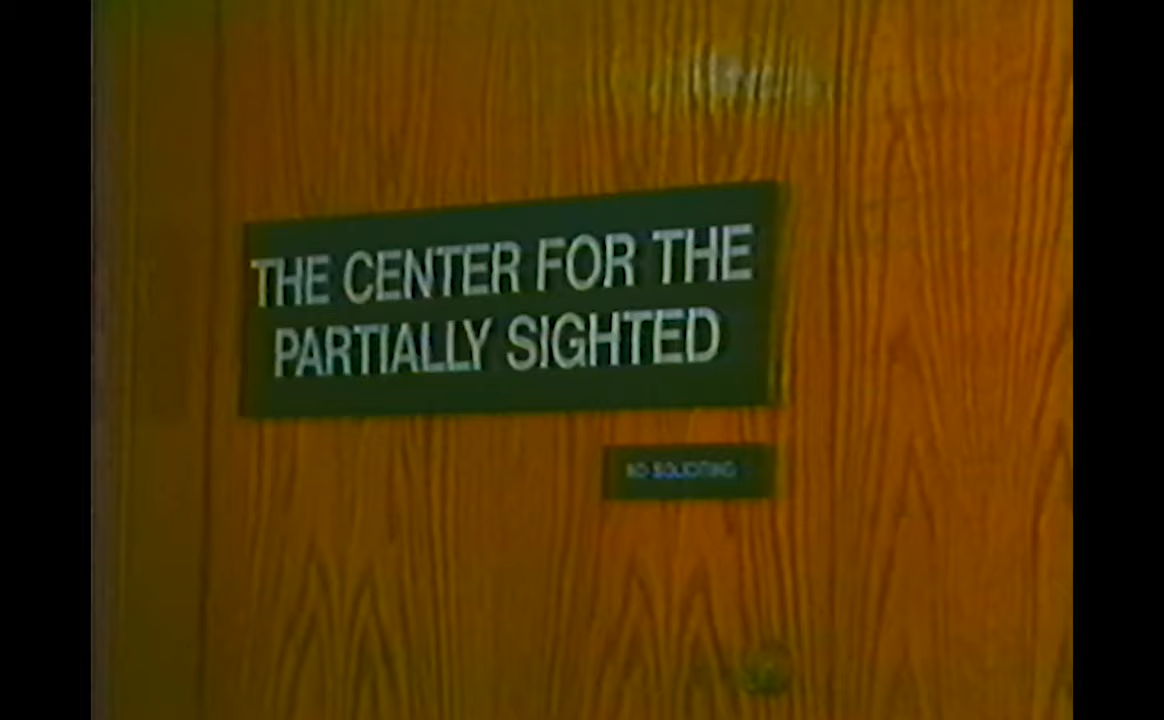 THE CENTER FOR THE
PARTIALLY SIGHTED
NO SOLICITING